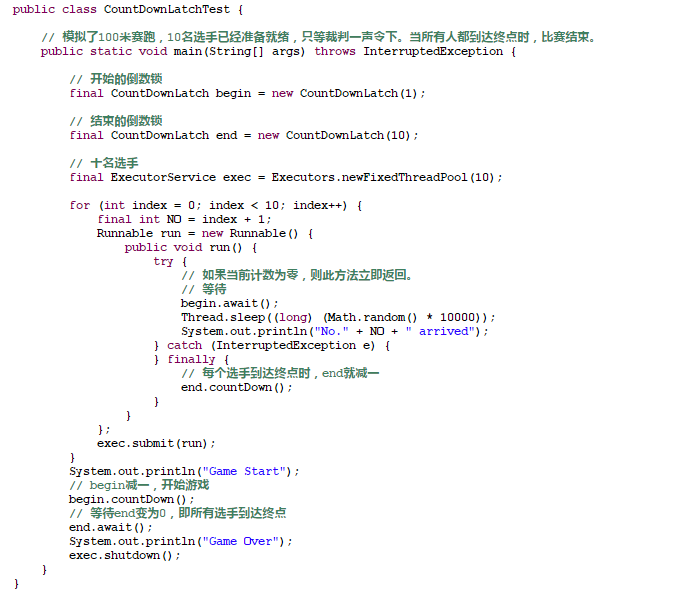 public class CountDownLatchTest {
// 模拟了100米赛跑，10名选手已经准备就绪，只等裁判一声令下。当所有人都到达终点时，比赛结束。
public static void main(String[] args) throws InterruptedException {
// 开始的倒数锁
final CountDownLatch begin = new CountDownLatch(1);
// 结束的倒数锁
final CountDownLatch end = new CountDownLatch(10);
// 十名选手
final ExecutorService exec = Executors.newFixedThreadPool(10);
for (int index = 0; index < 10; index++) {
final int NO = index + 1;
Runnable run = new Runnable() {
public void run() {
try {
// 如果当前计数为零，则此方法立即返回。
// 等待
begin.await();
Thread.sleep((long) (Math.random() * 10000));
System.out.println("No." + NO + " arrived");
} catch (InterruptedException e) {
} finally {
// 每个选手到达终点时，end就减一
end.countDown();
}
}
};
exec.submit(run);
}
System.out.println("Game Start");
// begin减一，开始游戏
begin.countDown();
// 等待end变为0，即所有选手到达终点
end.await();
System.out.println("Game Over");
exec.shutdown();
}
}